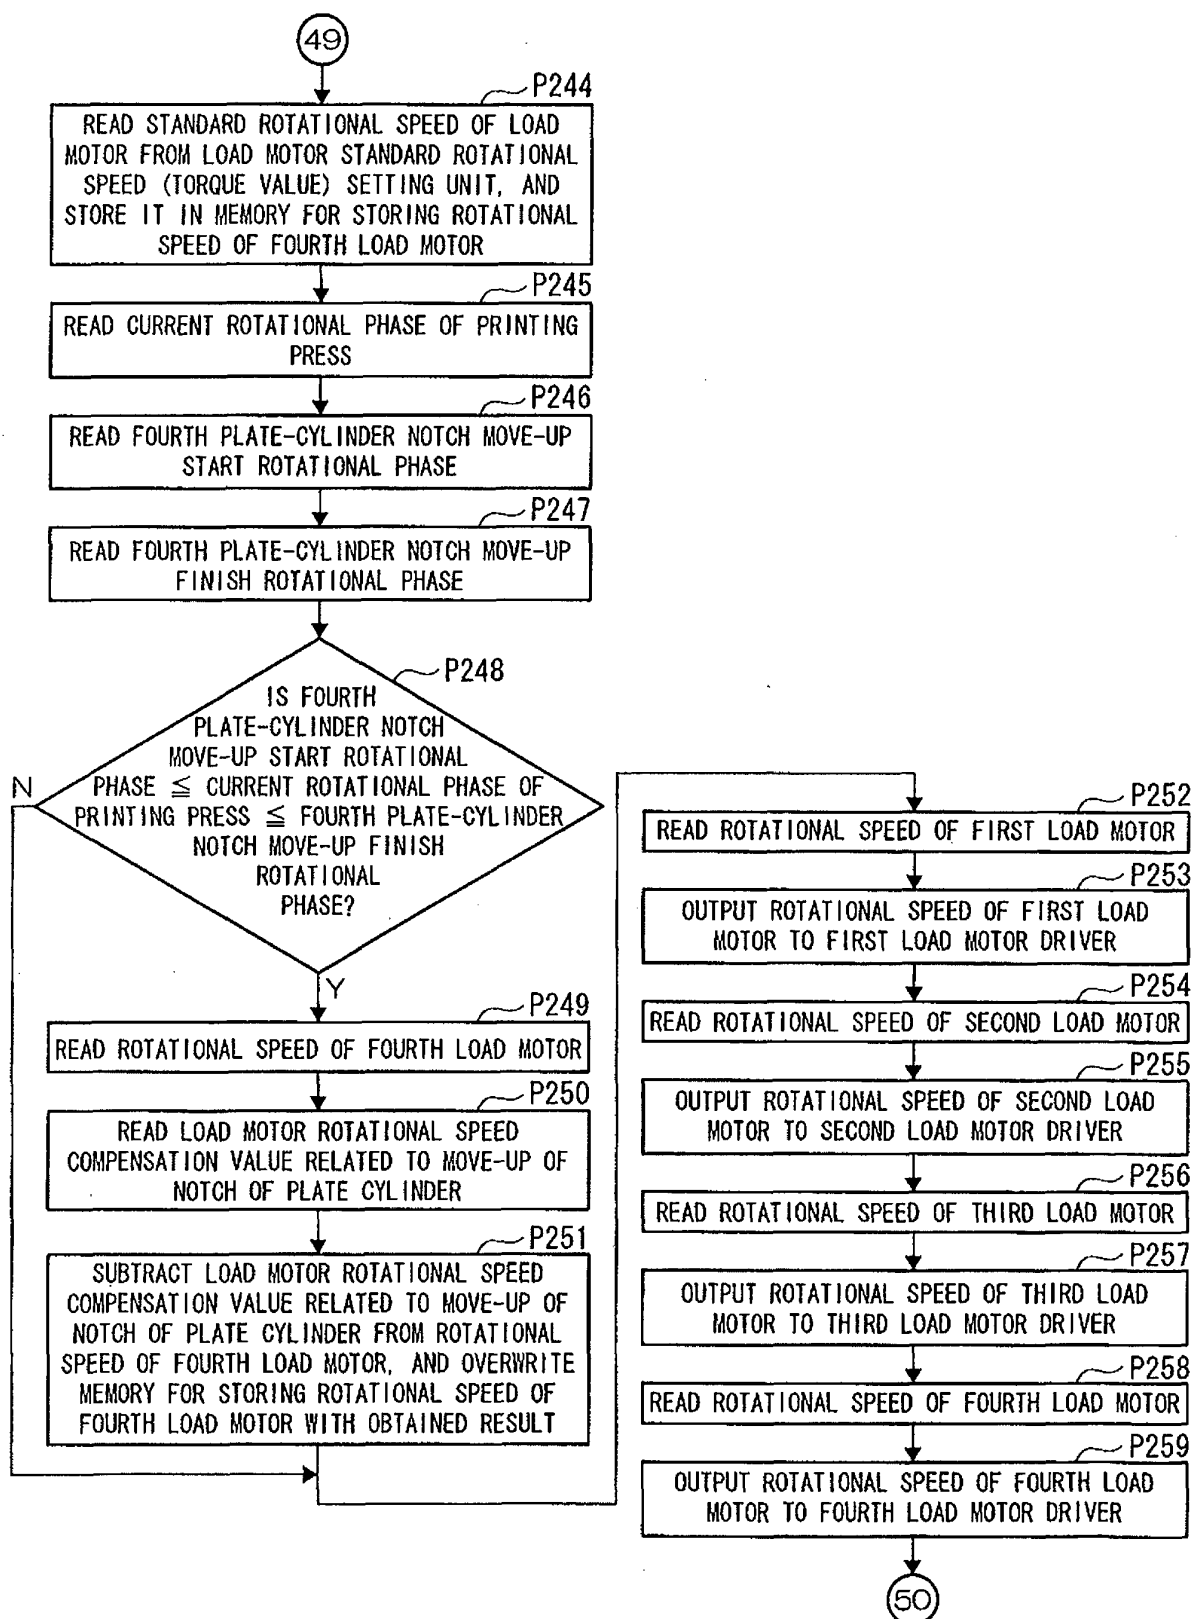 49
P244
READ STANDARD ROTATIONAL SPEED OF LOAD
MOTOR FROM LOAD MOTOR STANDARD ROTATIONAL
SPEED (TORQUE VALUE) SETTING UNIT, AND
STORE IT IN MEMORY FOR STORING ROTATIONAL
SPEED OF FOURTH LOAD MOTOR
P245
READ CURRENT ROTATIONAL PHASE OF PRINTING
PRESS
P246
READ FOURTH PLATE-CYLINDER NOTCH MOVE-UP
START ROTATIONAL PHASE
P247
READ FOURTH PLATE-CYLINDER NOTCH MOVE-UP
FINISH ROTATIONAL PHASE
P248
IS FOURTH
PLATE-CYLINDER NOTCH
MOVE-UP START ROTATIONAL
PHASE ≦ CURRENT ROTATIONAL PHASE OF
PRINTING PRESS ≦ FOURTH PLATE-CYLINDER
NOTCH MOVE-UP FINISH
ROTATIONAL
PHASE?
N
Y
P249
READ ROTATIONAL SPEED OF FOURTH LOAD MOTOR
P250
READ LOAD MOTOR ROTATIONAL SPEED
COMPENSATION VALUE RELATED TO MOVE-UP OF
NOTCH OF PLATE CYLINDER
P251
SUBTRACT LOAD MOTOR ROTATIONAL SPEED
COMPENSATION VALUE RELATED TO MOVE-UP OF
NOTCH OF PLATE CYLINDER FROM ROTATIONAL
SPEED OF FOURTH LOAD MOTOR, AND OVERWRITE
MEMORY FOR STORING ROTATIONAL SPEED OF
FOURTH LOAD MOTOR WITH OBTAINED RESULT
P252
READ ROTATIONAL SPEED OF FIRST LOAD MOTOR
P253
OUTPUT ROTATIONAL SPEED OF FIRST LOAD
MOTOR TO FIRST LOAD MOTOR DRIVER
P254
READ ROTATIONAL SPEED OF SECOND LOAD MOTOR
P255
OUTPUT ROTATIONAL SPEED OF SECOND LOAD
MOTOR TO SECOND LOAD MOTOR DRIVER
P256
READ ROTATIONAL SPEED OF THIRD LOAD MOTOR
P257
OUTPUT ROTATIONAL SPEED OF THIRD LOAD
MOTOR TO THIRD LOAD MOTOR DRIVER
P258
READ ROTATIONAL SPEED OF FOURTH LOAD MOTOR
P259
OUTPUT ROTATIONAL SPEED OF FOURTH LOAD
MOTOR TO FOURTH LOAD MOTOR DRIVER
50